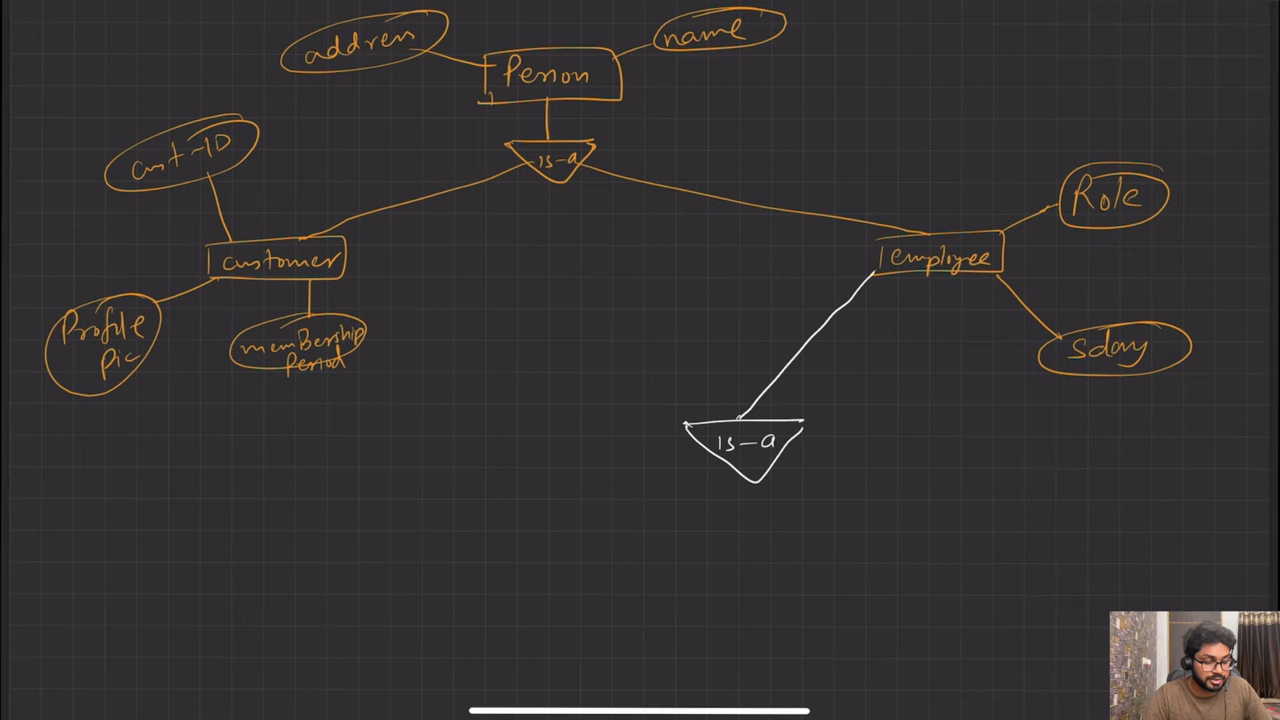 address
name
Person
is-a
cust-ID
Role
customer
employee
Profile
pic
memBership
Period
Salary
is-a